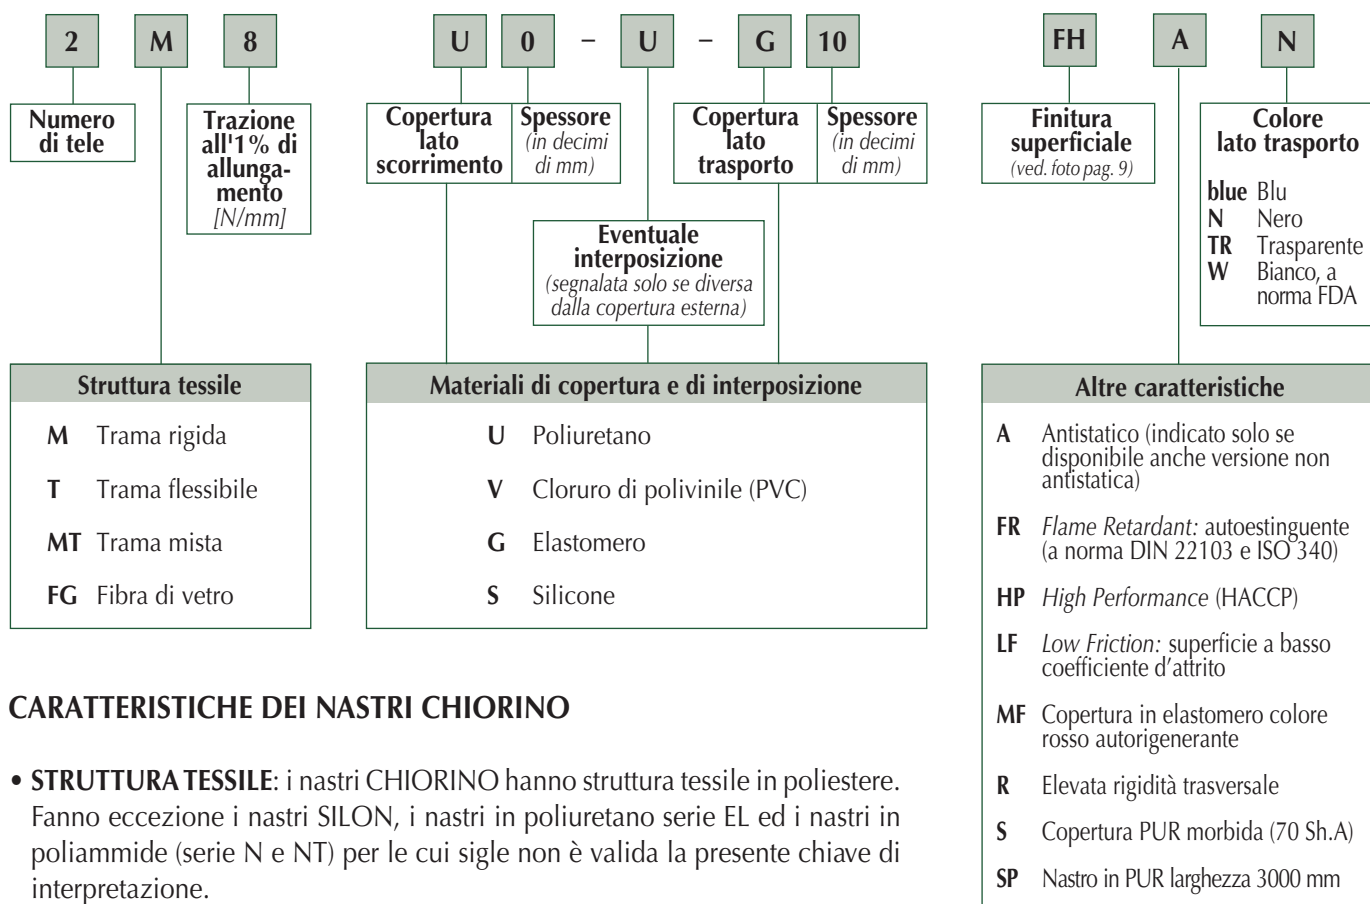 2 M 8 U 0 – U – G 10 FH A N
Numero
di tele
Trazione
all'1% di
allunga-
mento
[N/mm]
Copertura
lato
scorrimento
Spessore
(in decimi
di mm)
Copertura
lato
trasporto
Spessore
(in decimi
di mm)
Eventuale
interposizione
(segnalata solo se diversa
dalla copertura esterna)
Finitura
superficiale
(ved. foto pag. 9)
Colore
lato trasporto
blue Blu
N Nero
TR Trasparente
W Bianco, a
norma FDA
Struttura tessile
M Trama rigida
T Trama flessibile
MT Trama mista
FG Fibra di vetro
Materiali di copertura e di interposizione
U Poliuretano
V Cloruro di polivinile (PVC)
G Elastomero
S Silicone
Altre caratteristiche
A Antistatico (indicato solo se
disponibile anche versione non
antistatica)
FR Flame Retardant: autoestinguente
(a norma DIN 22103 e ISO 340)
HP High Performance (HACCP)
LF Low Friction: superficie a basso
coefficiente d'attrito
MF Copertura in elastomero colore
rosso autorigenerante
R Elevata rigidità trasversale
S Copertura PUR morbida (70 Sh.A)
SP Nastro in PUR larghezza 3000 mm
CARATTERISTICHE DEI NASTRI CHIORINO
• STRUTTURA TESSILE: i nastri CHIORINO hanno struttura tessile in poliestere.
Fanno eccezione i nastri SILON, i nastri in poliuretano serie EL ed i nastri in
poliammide (serie N e NT) per le cui sigle non è valida la presente chiave di
interpretazione.